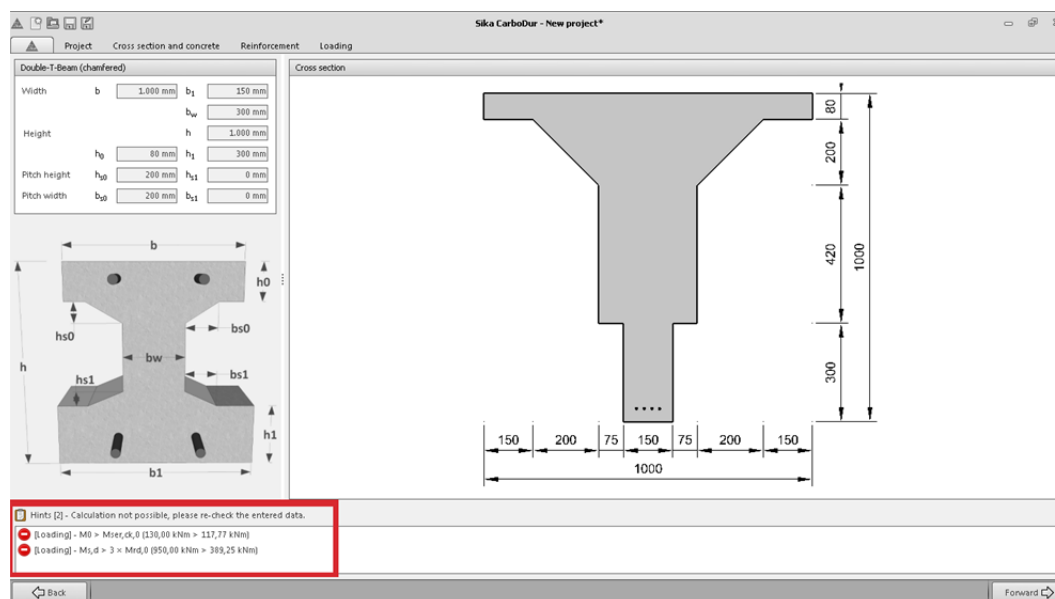 Sika CarboDur - New project*
Project Cross section and concrete Reinforcement Loading
Double-T-Beam (chamfered)
Width b 1.000 mm b1 150 mm
bw 300 mm
Height h 1.000 mm
h0 80 mm h1 300 mm
Pitch height hs0 200 mm hs1 0 mm
Pitch width bs0 200 mm bs1 0 mm
b
h0
hs0
bs0
h
bw
hs1
bs1
h1
b1
Cross section
80
200
420
1000
300
150 200 75 150 75 200 150
1000
Hints [2] - Calculation not possible, please re-check the entered data.
[Loading] - M0 > Mser,ck,0 (130,00 kNm > 117,77 kNm)
[Loading] - Ms,d > 3 × Mrd,0 (950,00 kNm > 389,25 kNm)
Back Forward